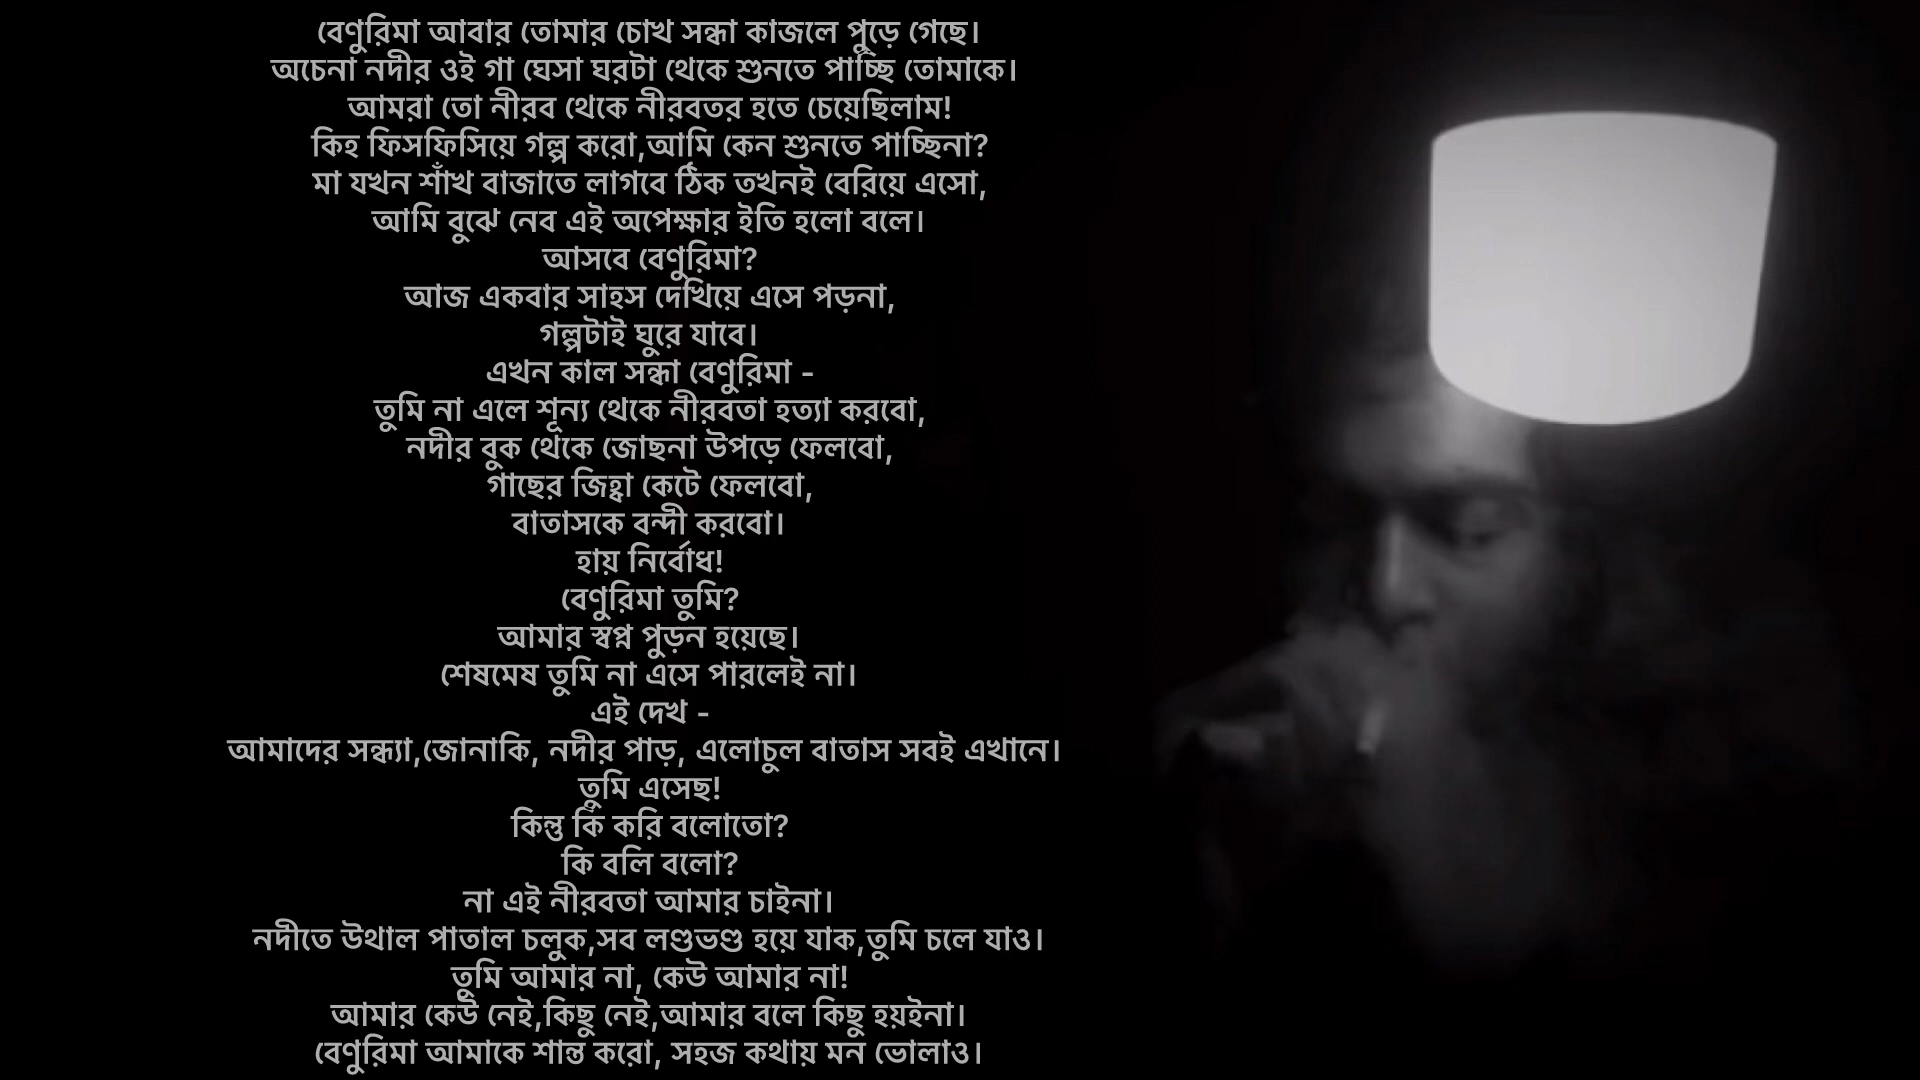 বেণুরিমা আবার তোমার চোখ সন্ধা কাজলে পুড়ে গেছে।
অচেনা নদীর ওই গা ঘেসা ঘরটা থেকে শুনতে পাচ্ছি তোমাকে।
আমরা তো নীরব থেকে নীরবতর হতে চেয়েছিলাম!
কিহ ফিসফিসিয়ে গল্প করো,আমি কেন শুনতে পাচ্ছিনা?
মা যখন শাঁখ বাজাতে লাগবে ঠিক তখনই বেরিয়ে এসো,
আমি বুঝে নেব এই অপেক্ষার ইতি হলো বলে।
আসবে বেণুরিমা?
আজ একবার সাহস দেখিয়ে এসে পড়না,
গল্পটাই ঘুরে যাবে।
এখন কাল সন্ধা বেণুরিমা -
তুমি না এলে শূন্য থেকে নীরবতা হত্যা করবো,
নদীর বুক থেকে জোছনা উপড়ে ফেলবো,
গাছের জিহ্বা কেটে ফেলবো,
বাতাসকে বন্দী করবো।
হায় নির্বোধ!
বেণুরিমা তুমি?
আমার স্বপ্ন পুড়ন হয়েছে।
শেষমেষ তুমি না এসে পারলেই না।
এই দেখ -
আমাদের সন্ধ্যা,জোনাকি, নদীর পাড়, এলোচুল বাতাস সবই এখানে।
তুমি এসেছ!
কিন্তু কি করি বলোতো?
কি বলি বলো?
না এই নীরবতা আমার চাইনা।
নদীতে উথাল পাতাল চলুক,সব লণ্ডভণ্ড হয়ে যাক,তুমি চলে যাও।
তুমি আমার না, কেউ আমার না!
আমার কেউ নেই,কিছু নেই,আমার বলে কিছু হয়ইনা।
বেণুরিমা আমাকে শান্ত করো, সহজ কথায় মন ভোলাও।